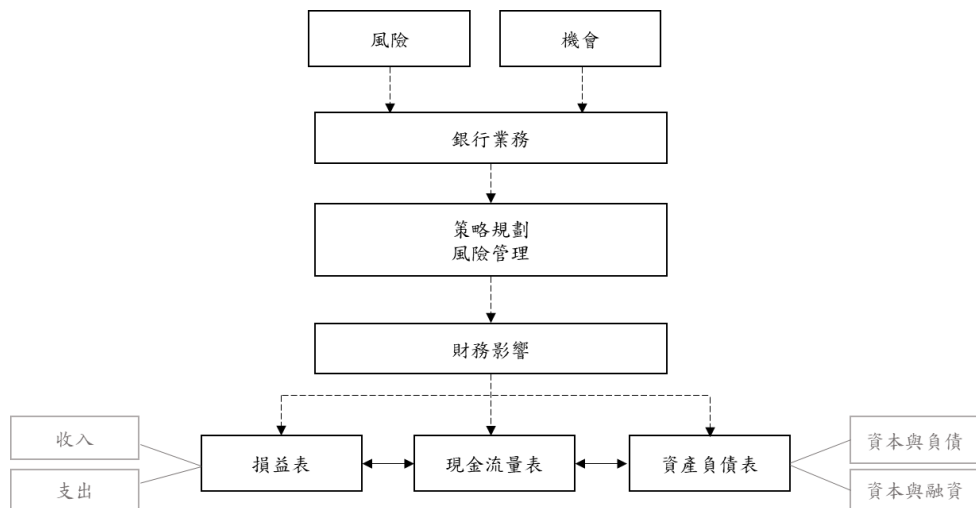 風險
機會
銀行業務
策略規劃
風險管理
財務影響
收入
支出
損益表
現金流量表
資產負債表
資本與負債
資本與融資